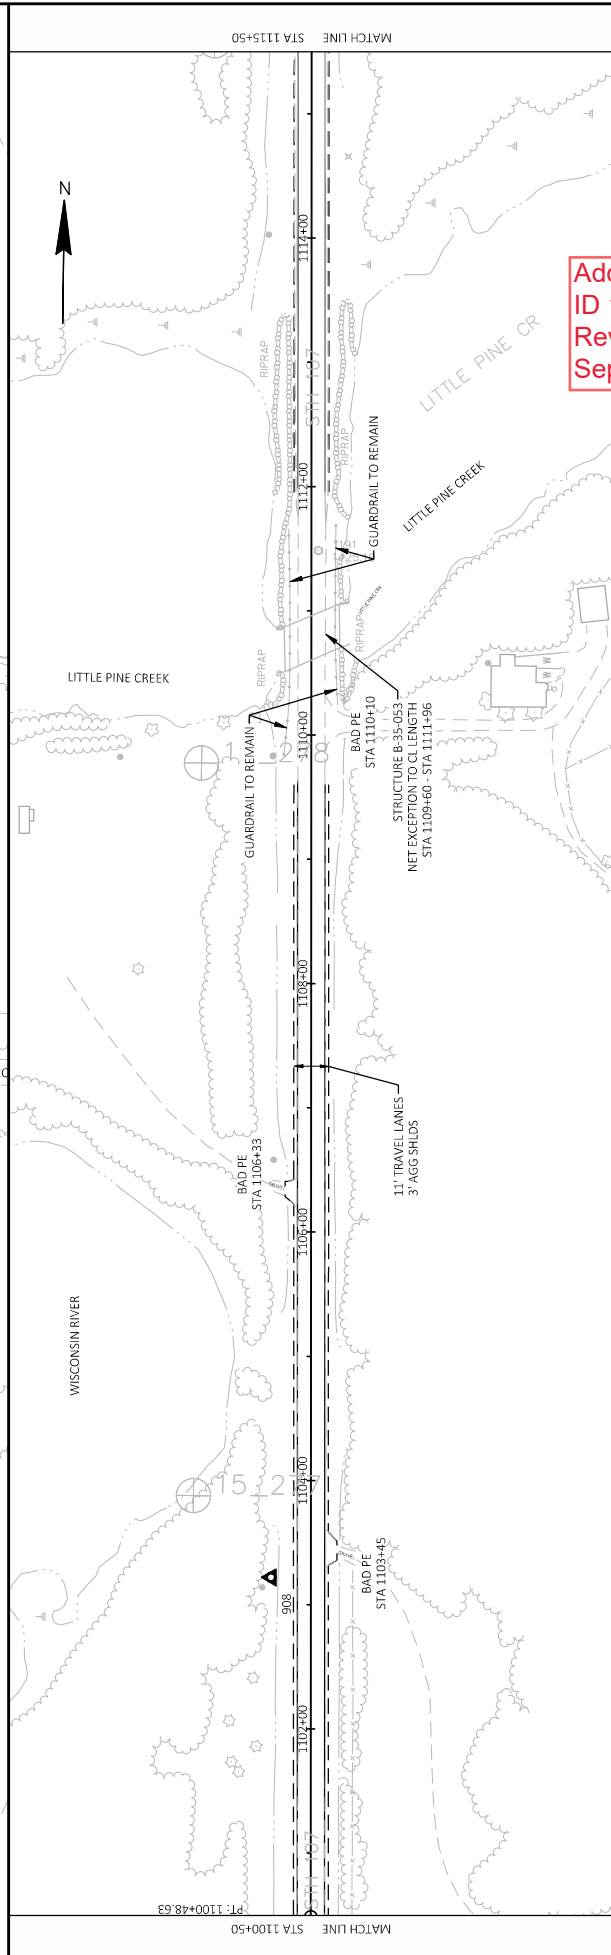 MATCH LINE STA 1115+50
N
1114+00
Add
ID
Rev
Sep
LITTLE PINE CR
RIPRAP
STH 107
RIPRAP
GUARDRAIL TO REMAIN
1112+00
LITTLE PINE CREEK
LITTLE PINE CREEK
RIPRAP
RIPRAP
BAD PE
STA 1110+10
STRUCTURE B-35-053
NET EXCEPTION TO CL LENGTH
STA 1109+60 - STA 1111+96
1110+00
GUARDRAIL TO REMAIN
1108+00
11' TRAVEL LANES
3' AGG SHLDS
BAD PE
STA 1106+33
GRAVEL
1106+00
WISCONSIN RIVER
15_277
1104+00
GRAVEL
BAD PE
STA 1103+45
908
1102+00
STH 107
PT: 1100+48.63
MATCH LINE STA 1100+50